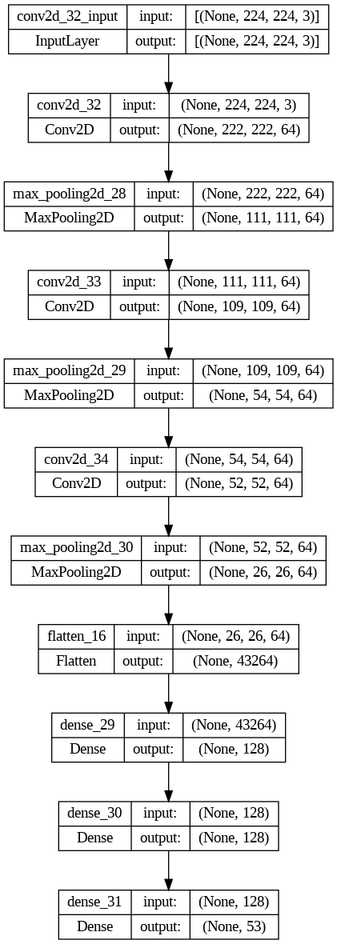 conv2d_32_input input: [(None, 224, 224, 3)]
InputLayer output: [(None, 224, 224, 3)]
conv2d_32 input: (None, 224, 224, 3)
Conv2D output: (None, 222, 222, 64)
max_pooling2d_28 input: (None, 222, 222, 64)
MaxPooling2D output: (None, 111, 111, 64)
conv2d_33 input: (None, 111, 111, 64)
Conv2D output: (None, 109, 109, 64)
max_pooling2d_29 input: (None, 109, 109, 64)
MaxPooling2D output: (None, 54, 54, 64)
conv2d_34 input: (None, 54, 54, 64)
Conv2D output: (None, 52, 52, 64)
max_pooling2d_30 input: (None, 52, 52, 64)
MaxPooling2D output: (None, 26, 26, 64)
flatten_16 input: (None, 26, 26, 64)
Flatten output: (None, 43264)
dense_29 input: (None, 43264)
Dense output: (None, 128)
dense_30 input: (None, 128)
Dense output: (None, 128)
dense_31 input: (None, 128)
Dense output: (None, 53)